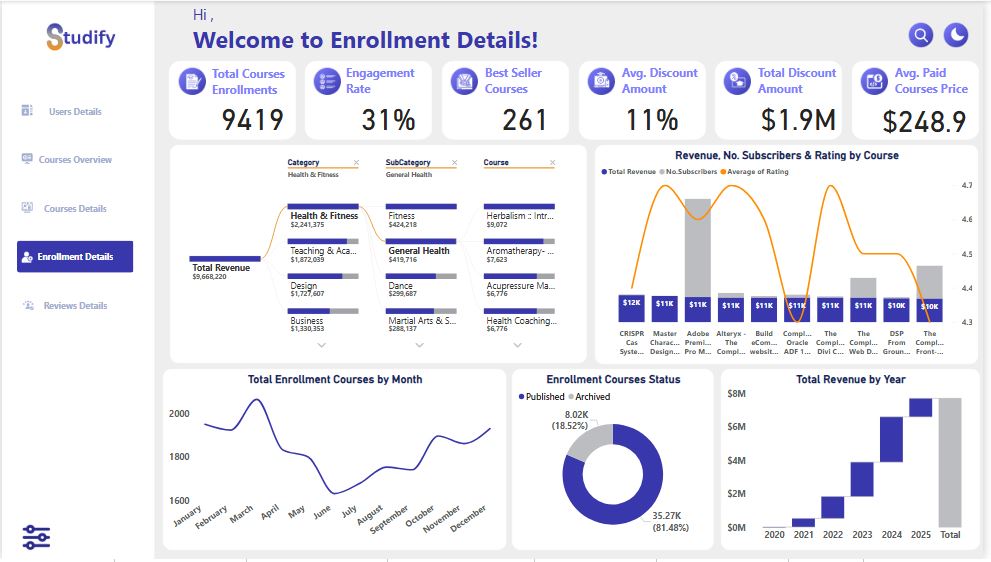 Studify
Users Details
Courses Overview
Courses Details
Enrollment Details
Reviews Details
Hi ,
Welcome to Enrollment Details!
Total Courses
Enrollments
9419
Engagement
Rate
31%
Best Seller
Courses
261
Avg. Discount
Amount
11%
Total Discount
Amount
$1.9M
Avg. Paid
Courses Price
$248.9
Category
Health & Fitness
SubCategory
General Health
Course
Total Revenue
$9,668,220
Health & Fitness
$2,241,375
Teaching & Aca...
$1,872,039
Design
$1,727,607
Business
$1,330,353
Fitness
$424,218
General Health
$419,716
Dance
$299,687
Martial Arts & S...
$288,137
Herbalism :: Intr...
$9,072
Aromatherapy- ...
$7,623
Acupressure Ma...
$6,776
Health Coaching...
$6,776
Revenue, No. Subscribers & Rating by Course
Total Revenue No.Subscribers Average of Rating
4.7
4.6
4.5
4.4
4.3
$12K $11K $11K $11K $11K $11K $11K $11K $10K $10K
CRISPR Cas Syste...
Master Charac... Design...
Adobe Premi... Pro M...
Alteryx - The Compl...
Build eCom... websit...
Compl... Oracle ADF 1...
The Compl... Divi C...
The Compl... Web D...
DSP From Groun...
The Compl... Front-...
Total Enrollment Courses by Month
2000
1800
1600
January February March April May June July August September October November December
Enrollment Courses Status
Published Archived
8.02K
(18.52%)
35.27K
(81.48%)
Total Revenue by Year
$8M
$6M
$4M
$2M
$0M
2020 2021 2022 2023 2024 2025 Total